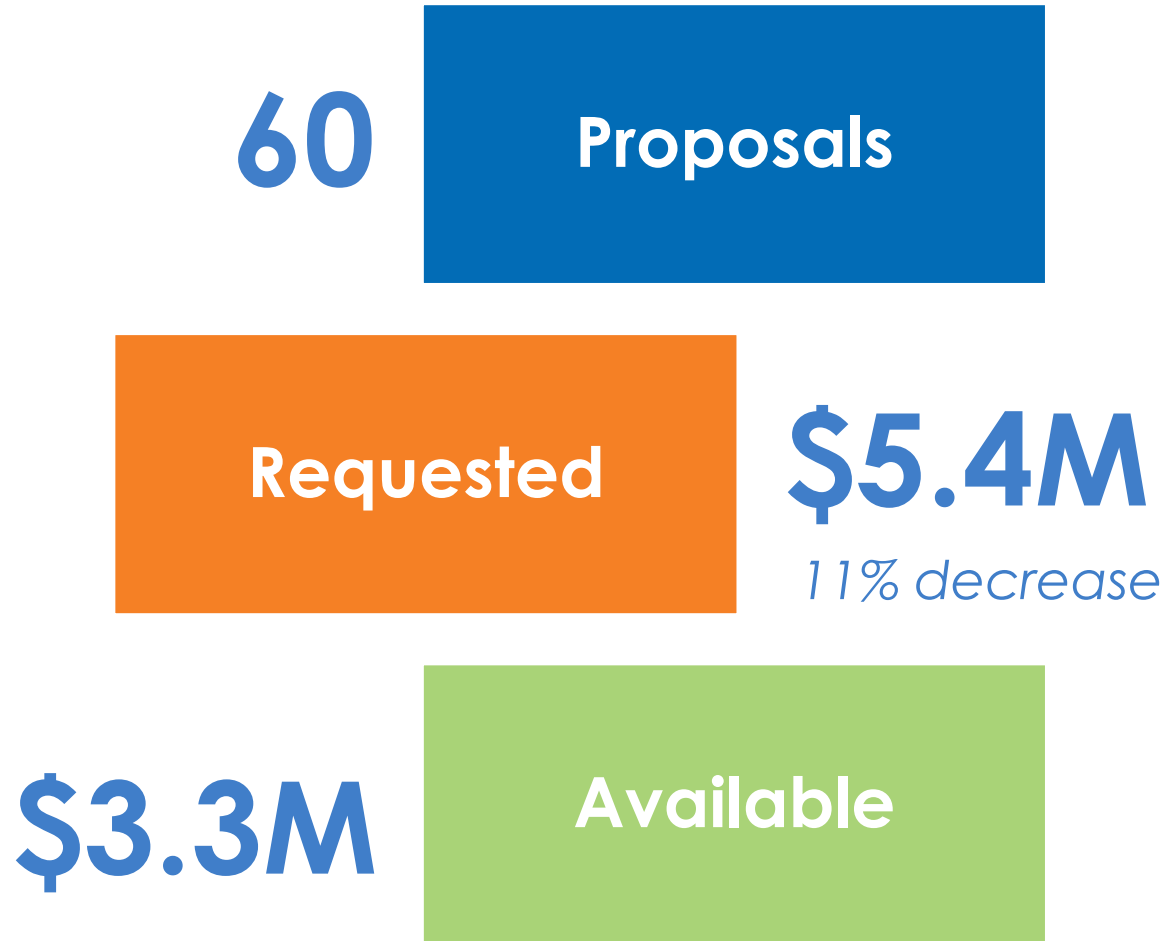 60
Proposals
Requested
$5.4M
11% decrease
$3.3M
Available